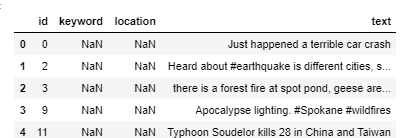 id keyword location text
0 0 NaN NaN Just happened a terrible car crash
1 2 NaN NaN Heard about #earthquake is different cities, s...
2 3 NaN NaN there is a forest fire at spot pond, geese are...
3 9 NaN NaN Apocalypse lighting. #Spokane #wildfires
4 11 NaN NaN Typhoon Soudelor kills 28 in China and Taiwan